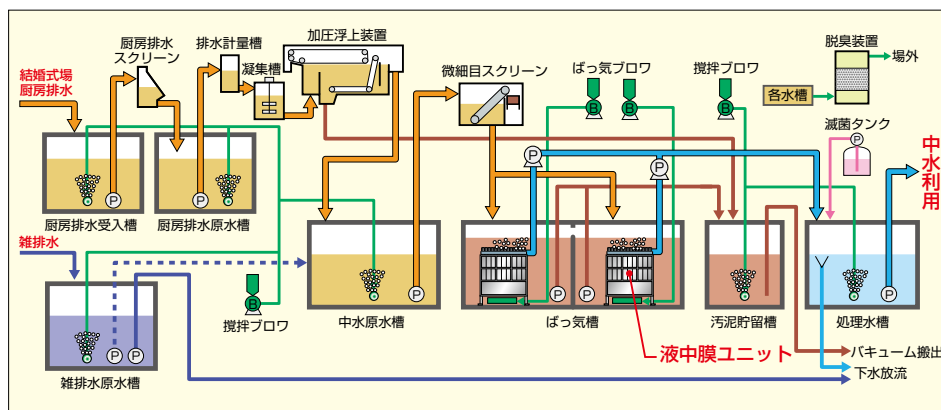 結婚式場
厨房排水
厨房排水
スクリーン
排水計量槽
凝集槽
加圧浮上装置
微細目スクリーン
ばっ気ブロワ
撹拌ブロワ
脱臭装置
場外
各水槽
滅菌タンク
中水利用
B
B
B
P
P
P
P
P
厨房排水受入槽
厨房排水原水槽
雑排水
P
P
B
撹拌ブロワ
P
P
P
P
中水原水槽
ばっ気槽
汚泥貯留槽
処理水槽
液中膜ユニット
雑排水原水槽
バキューム搬出
下水放流